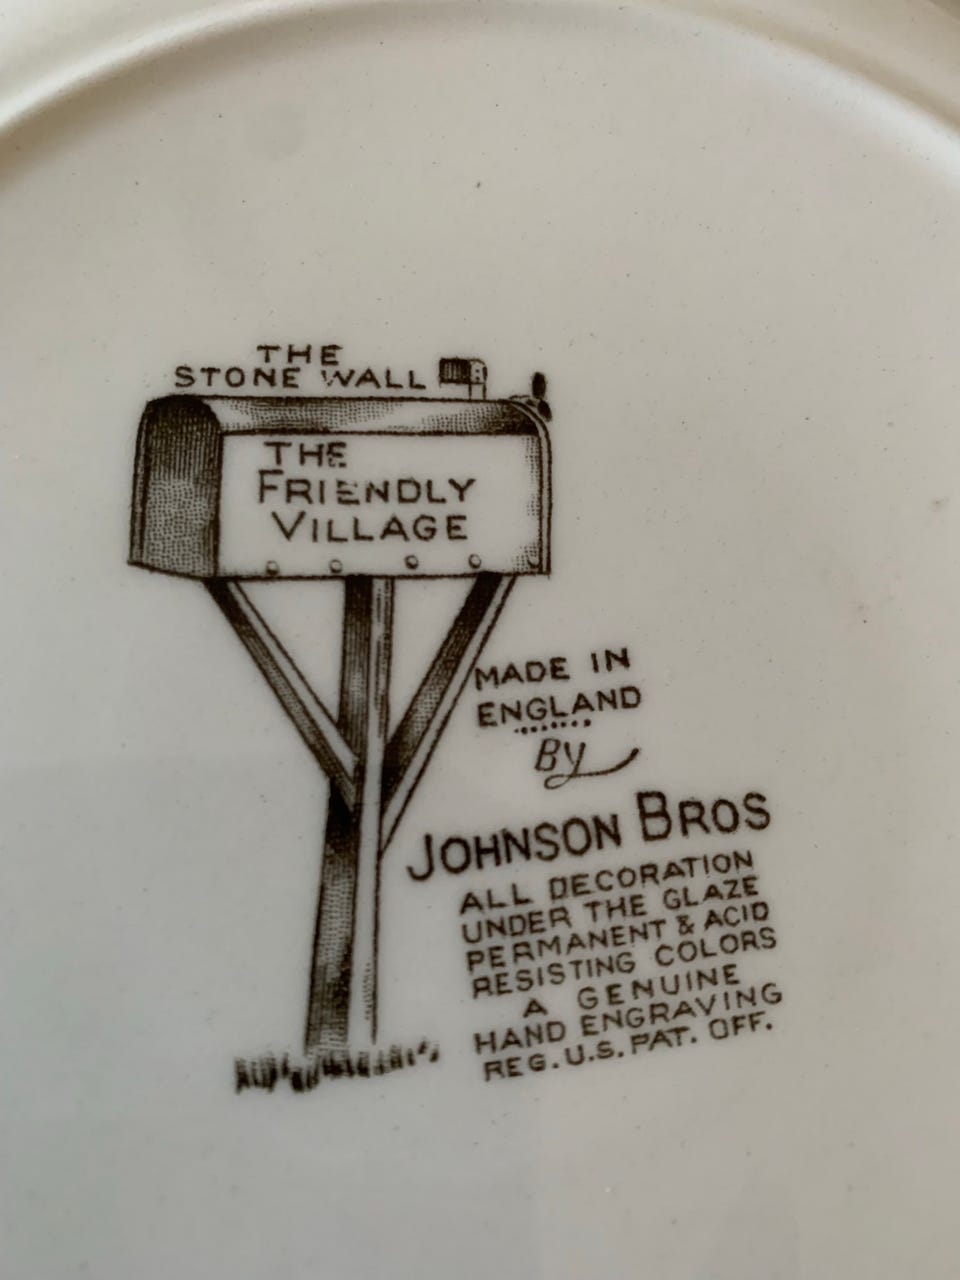 THE
STONE WALL
THE
FRIENDLY
VILLAGE
MADE IN
ENGLAND
By
JOHNSON BROS
ALL DECORATION
UNDER THE GLAZE
PERMANENT & ACID
RESISTING COLORS
A GENUINE
HAND ENGRAVING
REG. U.S. PAT. OFF.